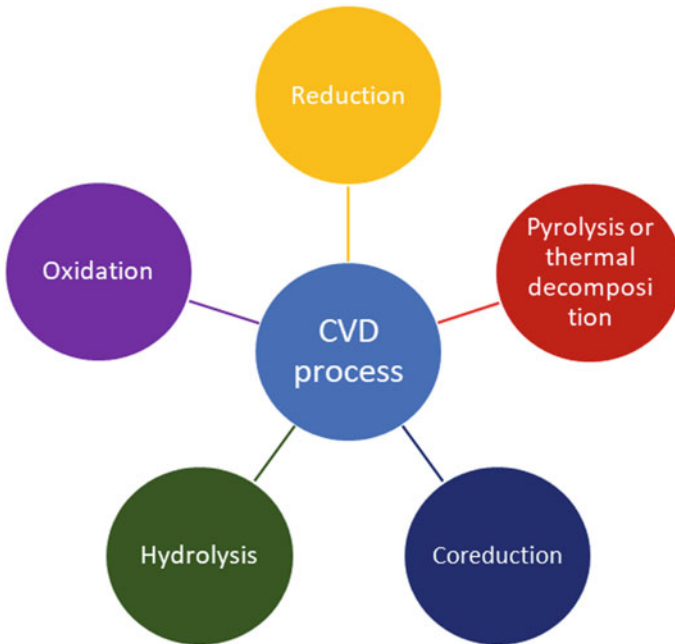 Reduction
Oxidation
Pyrolysis or
thermal
decomposi
tion
CVD
process
Hydrolysis
Coreduction